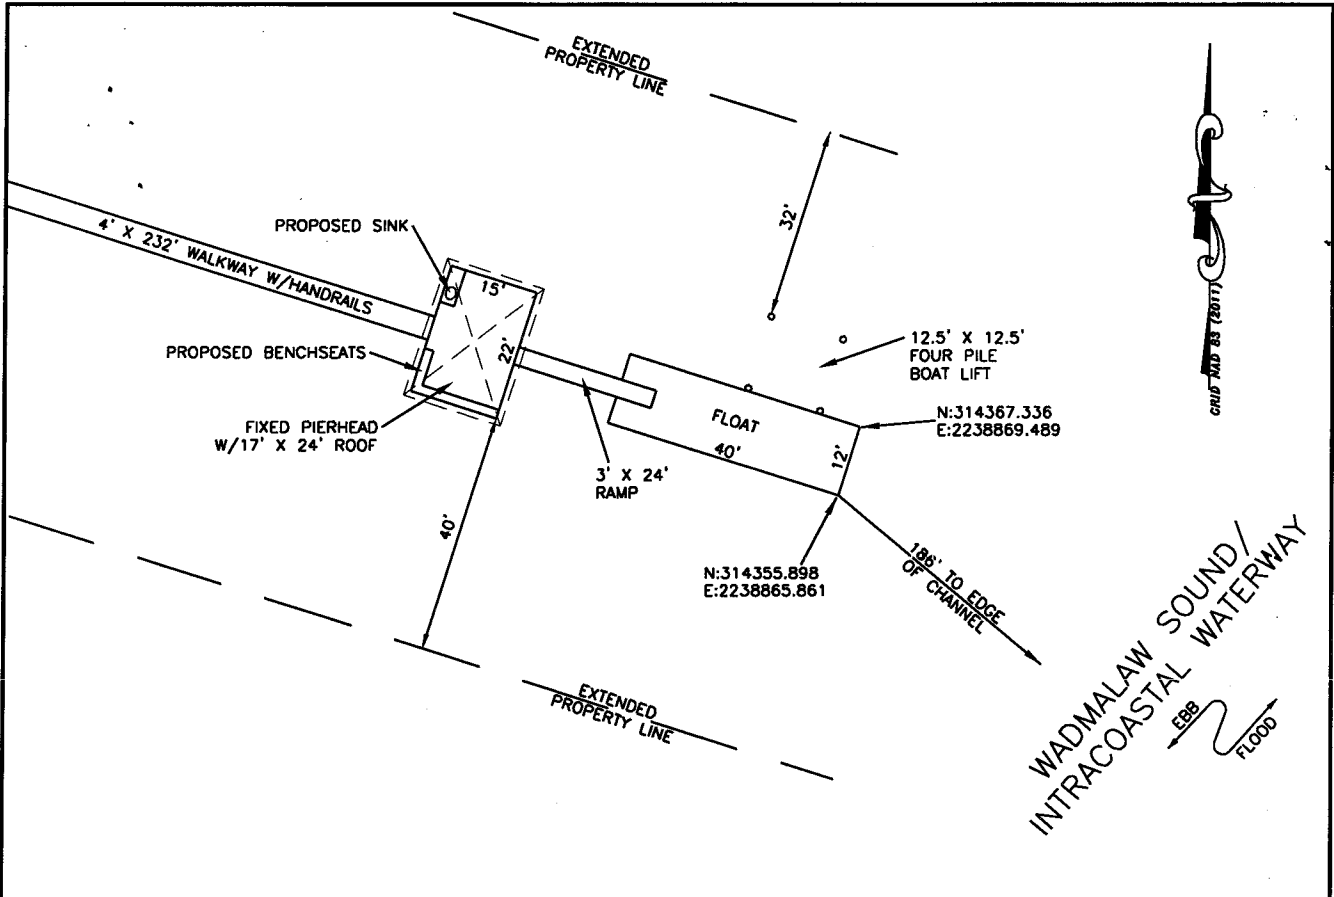 EXTENDED
PROPERTY LINE
32'
PROPOSED SINK
4' X 232' WALKWAY W/HANDRAILS
15'
22'
PROPOSED BENCHSEATS
FIXED PIERHEAD
W/17' X 24' ROOF
12.5' X 12.5'
FOUR PILE
BOAT LIFT
FLOAT
40'
12'
N:314367.336
E:2238869.489
3' X 24'
RAMP
40'
N:314355.898
E:2238865.861
186' TO EDGE
OF CHANNEL
EXTENDED
PROPERTY LINE
WADMALAW SOUND/
INTRACOASTAL WATERWAY
EBB
FLOOD
GRID NAD 83 (2011)